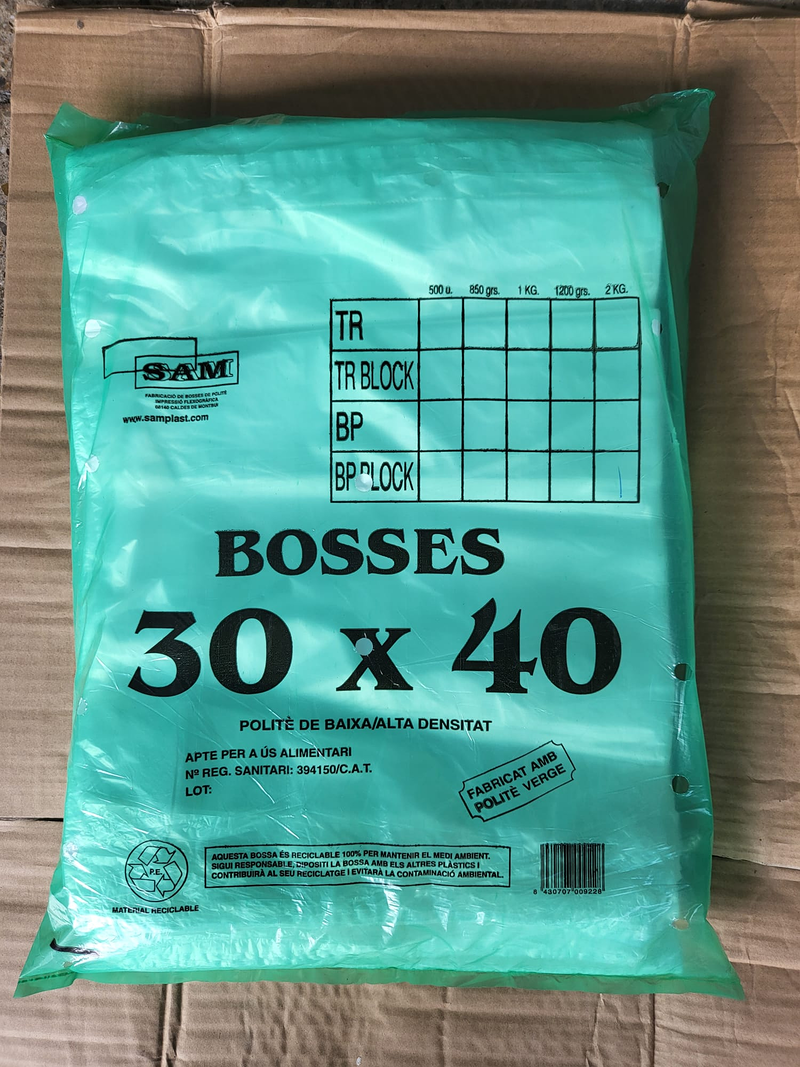 500 u. 850 grs. 1 KG. 1200 grs. 2 KG.
TR
TR BLOCK
BP
BP BLOCK
SAM
FABRICACIÓ DE BOSSES DE POLITÈ
IMPRESSIÓ FLEXOGRÀFICA
08140 CALDES DE MONTBUI
www.samplast.com
BOSSES
30 x 40
POLITÈ DE BAIXA/ALTA DENSITAT
APTE PER A ÚS ALIMENTARI
Nº REG. SANITARI: 394150/C.A.T.
LOT:
FABRICAT AMB
POLITÈ VERGE
P.E.
MATERIAL RECICLABLE
AQUESTA BOSSA ÉS RECICLABLE 100% PER MANTENIR EL MEDI AMBIENT.
SIGUI RESPONSABLE, DIPOSITI LA BOSSA AMB ELS ALTRES PLÀSTICS I
CONTRIBUIRÀ AL SEU RECICLATGE I EVITARÀ LA CONTAMINACIÓ AMBIENTAL.
8 430707 009228